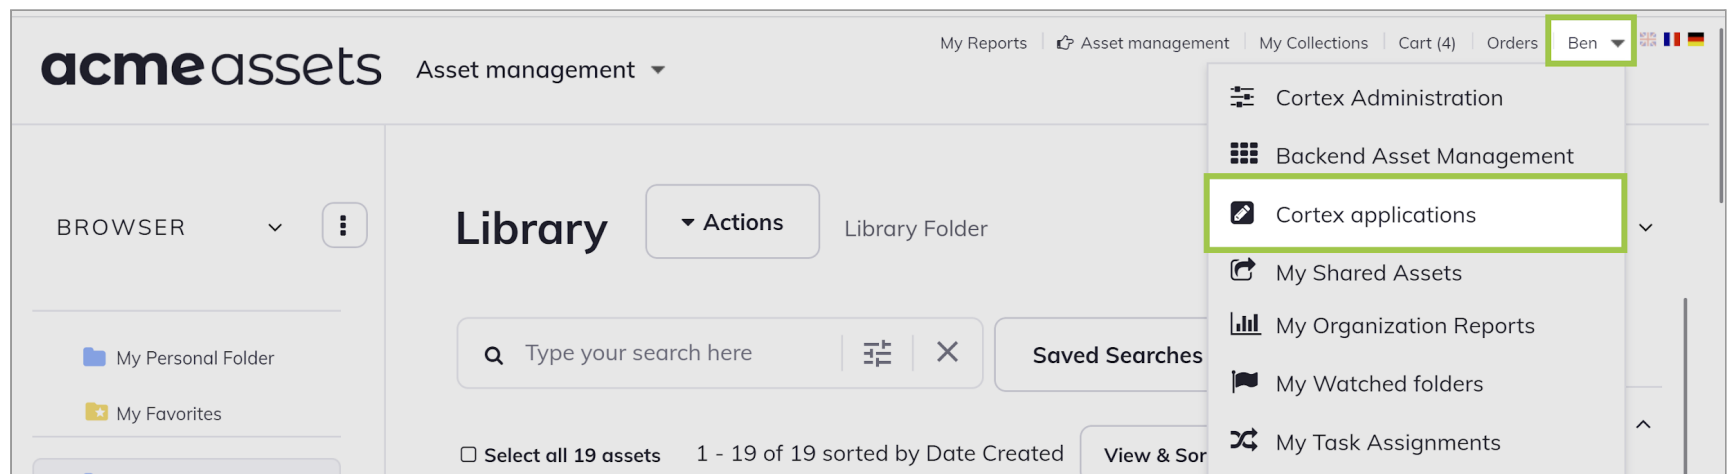 My Reports
Asset management
My Collections
Cart (4)
Orders
Ben
acmeassets
Asset management
Cortex Administration
Backend Asset Management
Cortex applications
My Shared Assets
My Organization Reports
My Watched folders
My Task Assignments
BROWSER
My Personal Folder
My Favorites
Library
Actions
Library Folder
Type your search here
Saved Searches
Select all 19 assets
1 - 19 of 19 sorted by Date Created
View & Sor